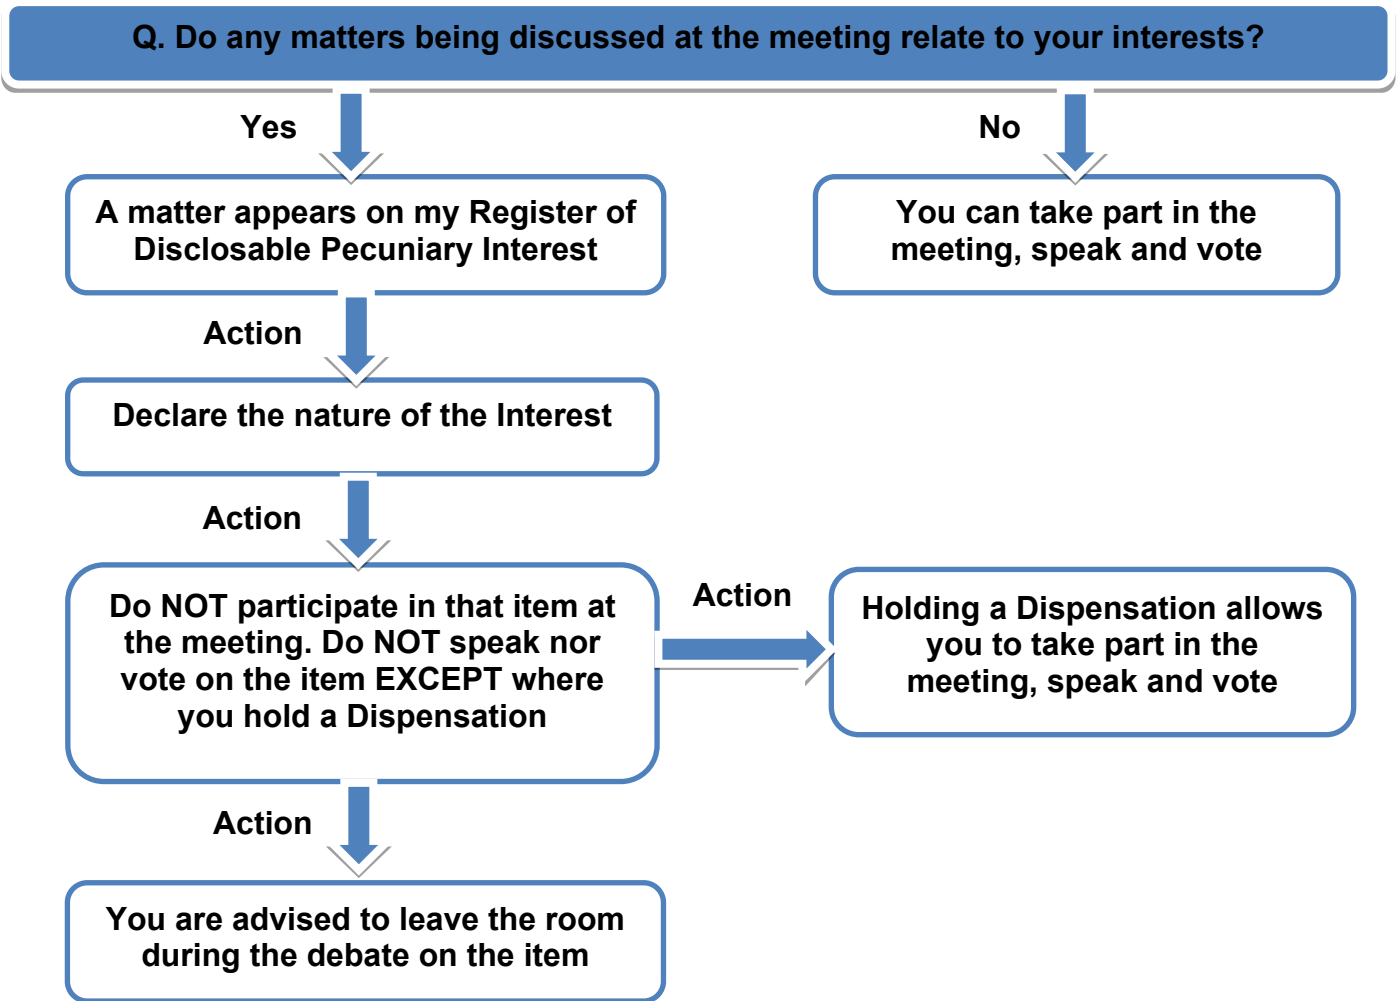 Q. Do any matters being discussed at the meeting relate to your interests?
Yes
No
A matter appears on my Register of
Disclosable Pecuniary Interest
You can take part in the
meeting, speak and vote
Action
Declare the nature of the Interest
Action
Do NOT participate in that item at
the meeting. Do NOT speak nor
vote on the item EXCEPT where
you hold a Dispensation
Action
Holding a Dispensation allows
you to take part in the
meeting, speak and vote
Action
You are advised to leave the room
during the debate on the item